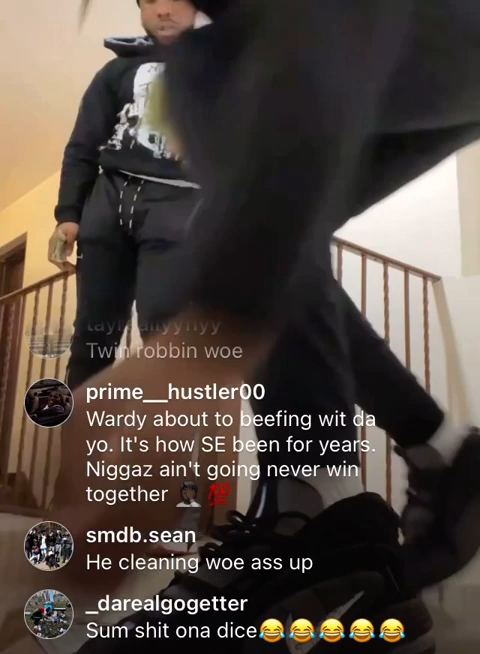 Twin robbin woe
prime__hustler00
Wardy about to beefing wit da
yo. It's how SE been for years.
Niggaz ain't going never win
together 🤦🏿‍♂️ 💯
smdb.sean
He cleaning woe ass up
_darealgogetter
Sum shit ona dice😂😂😂😂😂